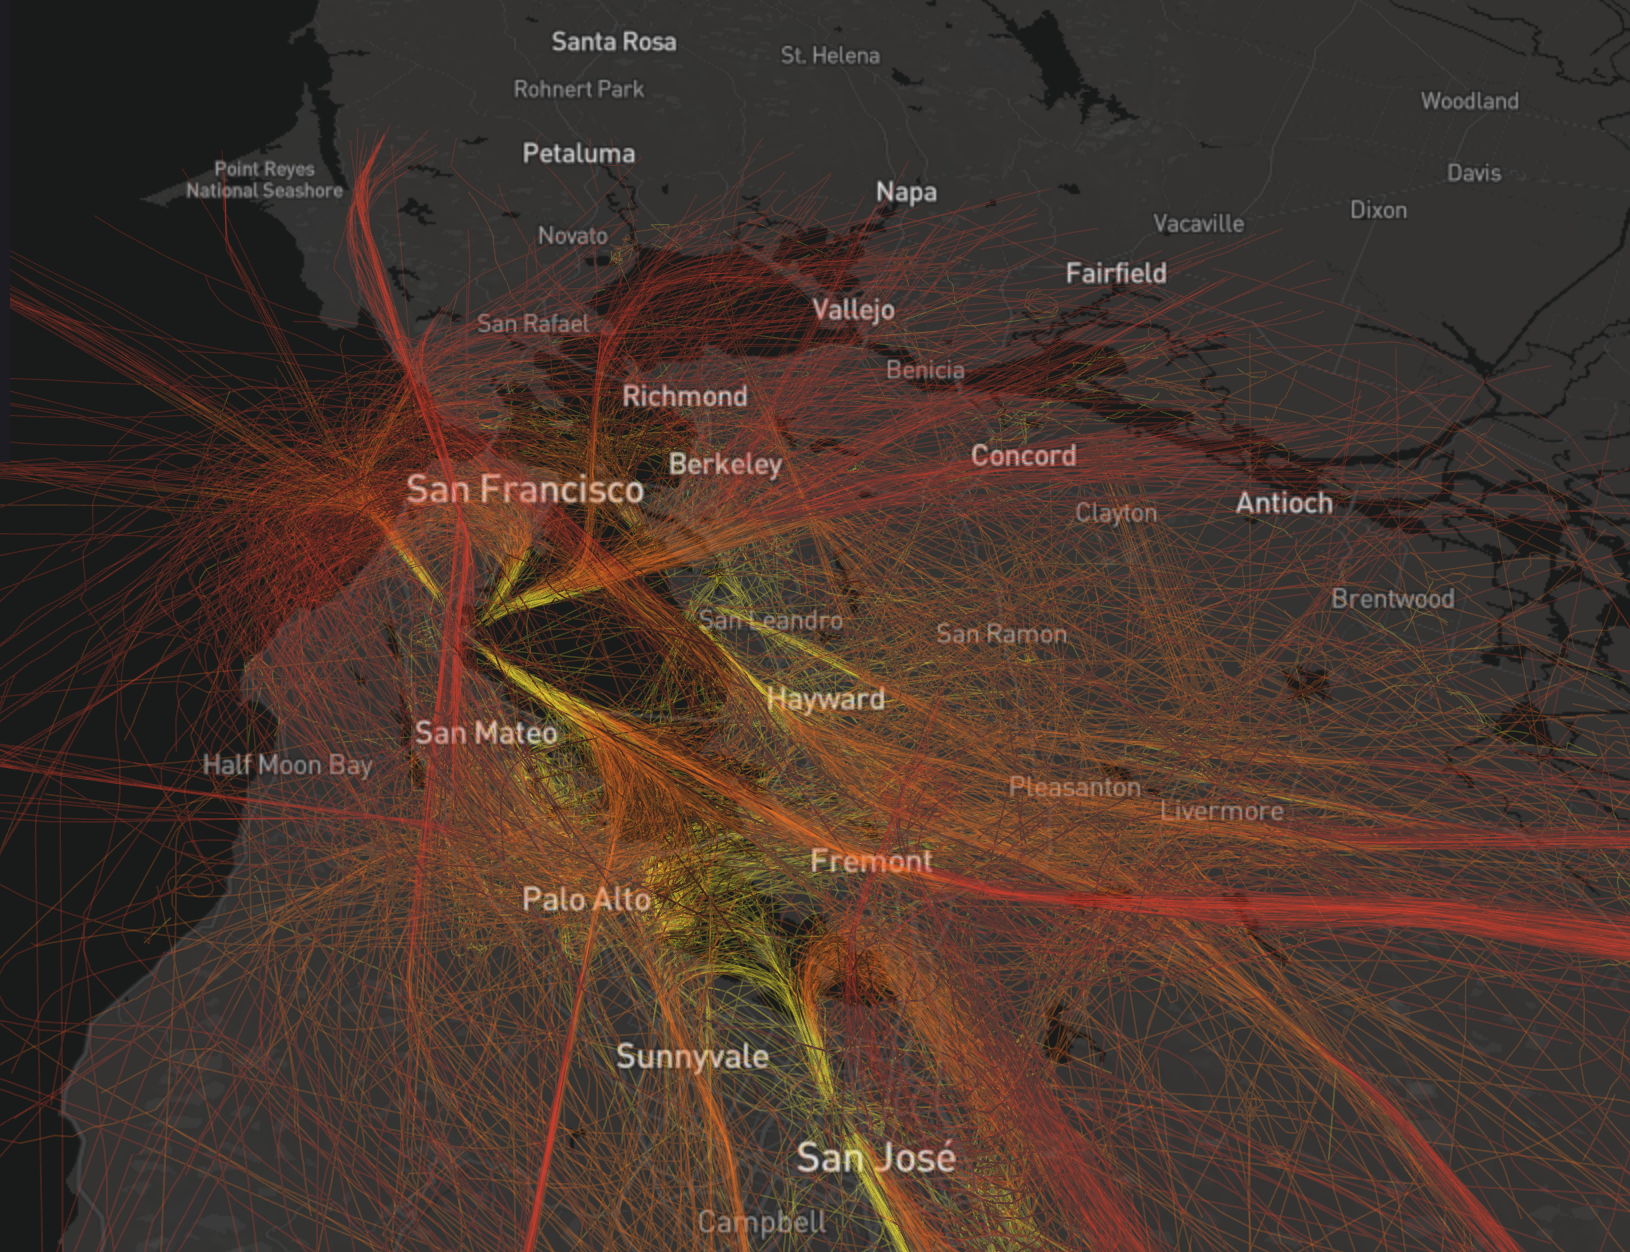 Santa Rosa
St. Helena
Rohnert Park
Woodland
Petaluma
Point Reyes
National Seashore
Davis
Napa
Dixon
Vacaville
Novato
Fairfield
Vallejo
San Rafael
Benicia
Richmond
Concord
Berkeley
San Francisco
Antioch
Clayton
Brentwood
San Leandro
San Ramon
Hayward
San Mateo
Half Moon Bay
Pleasanton
Livermore
Fremont
Palo Alto
Sunnyvale
San José
Campbell